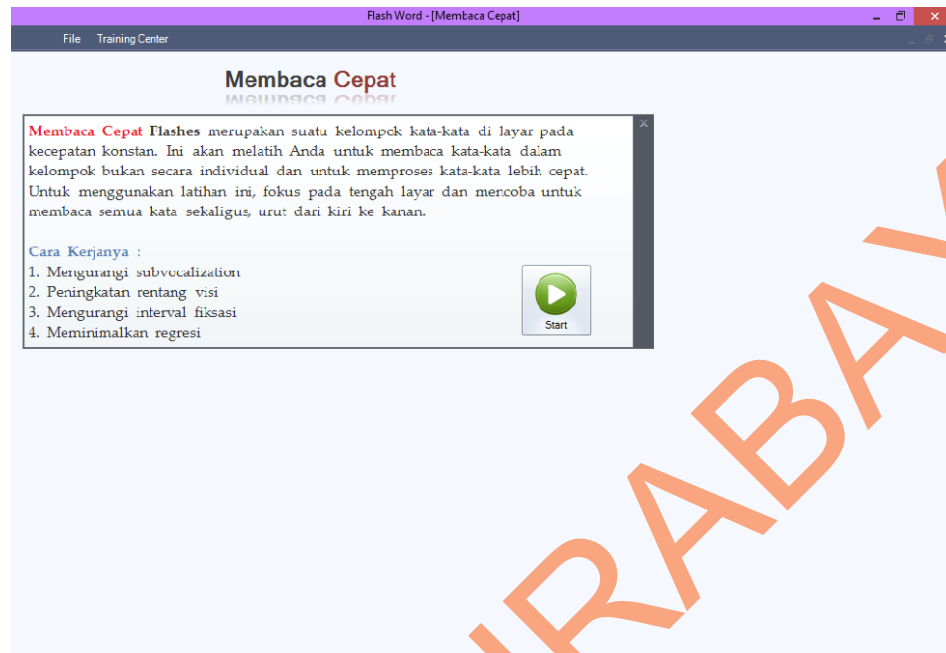 Flash Word - [Membaca Cepat]
File Training Center
Membaca Cepat
Membaca Cepat Flashes merupakan suatu kelompok kata-kata di layar pada
kecepatan konstan. Ini akan melatih Anda untuk membaca kata-kata dalam
kelompok bukan secara individual dan untuk memproses kata-kata lebih cepat.
Untuk menggunakan latihan ini, fokus pada tengah layar dan mencoba untuk
membaca semua kata sekaligus, urut dari kiri ke kanan.
Cara Kerjanya :
1. Mengurangi subvocalization
2. Peningkatan rentang visi
3. Mengurangi interval fiksasi
4. Meminimalkan regresi
Start